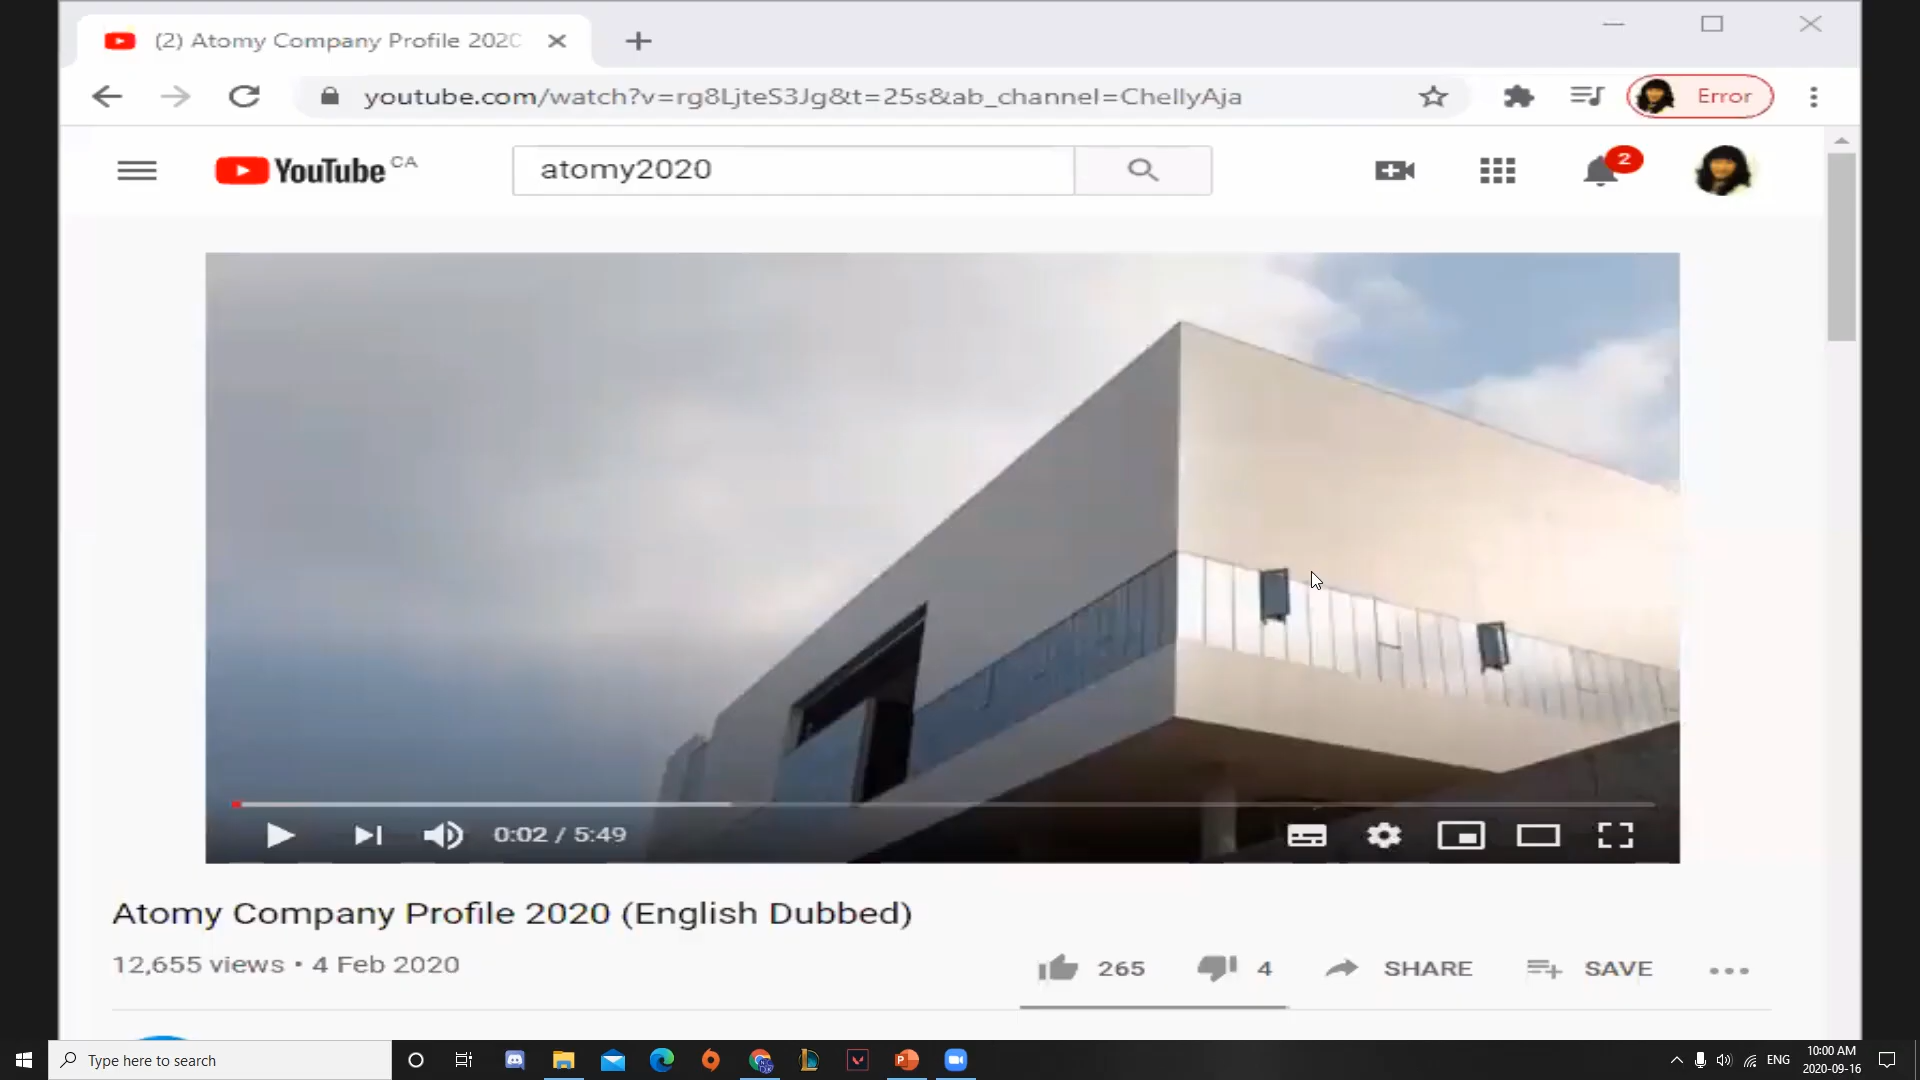 (2) Atomy Company Profile 2020
youtube.com/watch?v=rg8LjteS3Jg&t=25s&ab_channel=ChellyAja
Error
YouTube CA
atomy2020
2
0:02 / 5:49
Atomy Company Profile 2020 (English Dubbed)
12,655 views • 4 Feb 2020
265
4
SHARE
SAVE
Type here to search
ENG
10:00 AM
2020-09-16